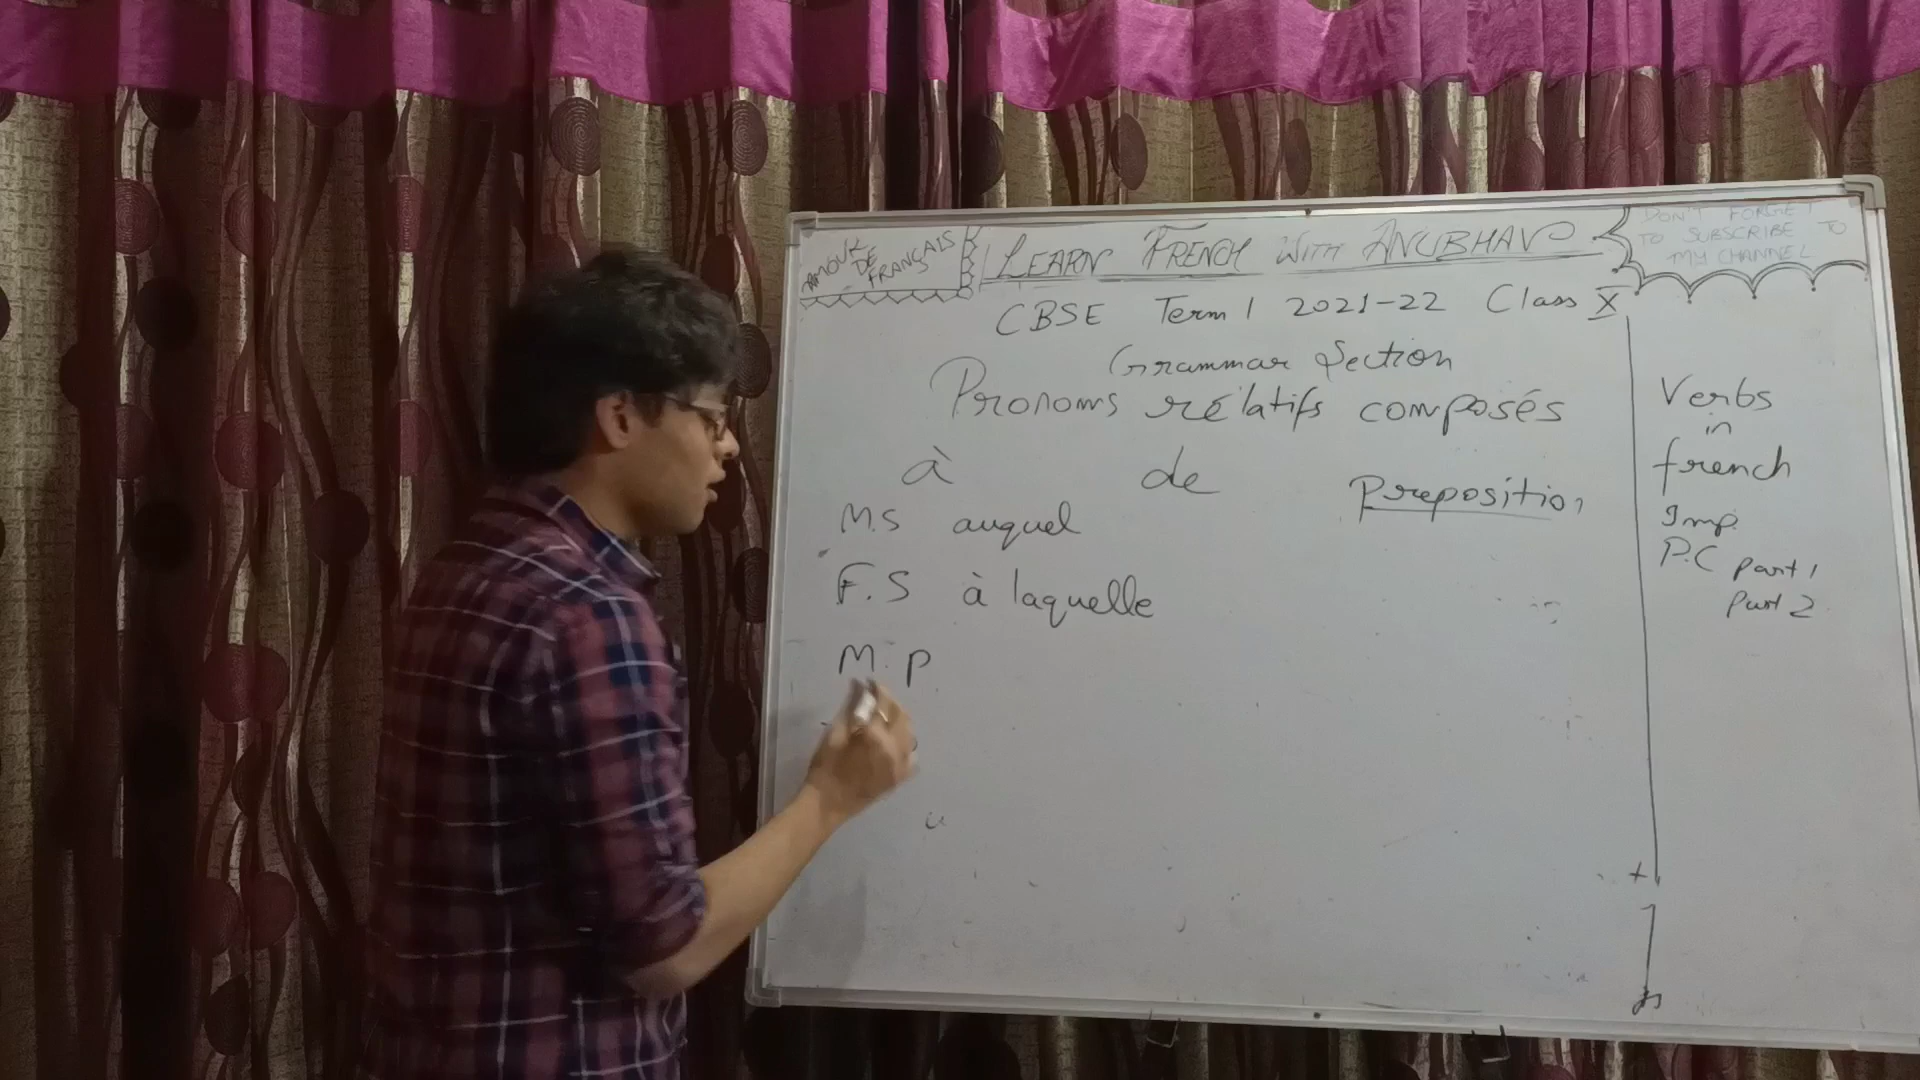 AMOUR
DE
FRANÇAIS
LEARN FRENCH WITH ANUBHAV
DON'T FORGET
TO SUBSCRIBE TO
MY CHANNEL
CBSE Term 1 2021-22 Class X
Grammar Section
Pronoms rélatifs composés
à de Preposition
M.S auquel
F.S à laquelle
M.P
Verbs
in
french
Imp.
P.C Part 1
Part 2